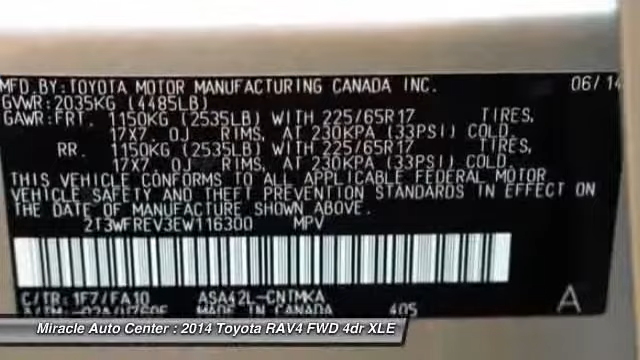 MFD.BY:TOYOTA MOTOR MANUFACTURING CANADA INC. 06/14
GVWR:2035KG (4485LB)
GAWR:FRT. 1150KG (2535LB) WITH 225/65R17 TIRES,
17X7.0J RIMS, AT 230KPA (33PSI) COLD.
RR. 1150KG (2535LB) WITH 225/65R17 TIRES,
17X7.0J RIMS, AT 230KPA (33PSI) COLD.
THIS VEHICLE CONFORMS TO ALL APPLICABLE FEDERAL MOTOR
VEHICLE SAFETY AND THEFT PREVENTION STANDARDS IN EFFECT ON
THE DATE OF MANUFACTURE SHOWN ABOVE.
2T3WFREV3EW116300 MPV
C/TR:1F7/FA10 ASA42L-CNTMKA A
MADE IN CANADA 405
Miracle Auto Center : 2014 Toyota RAV4 FWD 4dr XLE